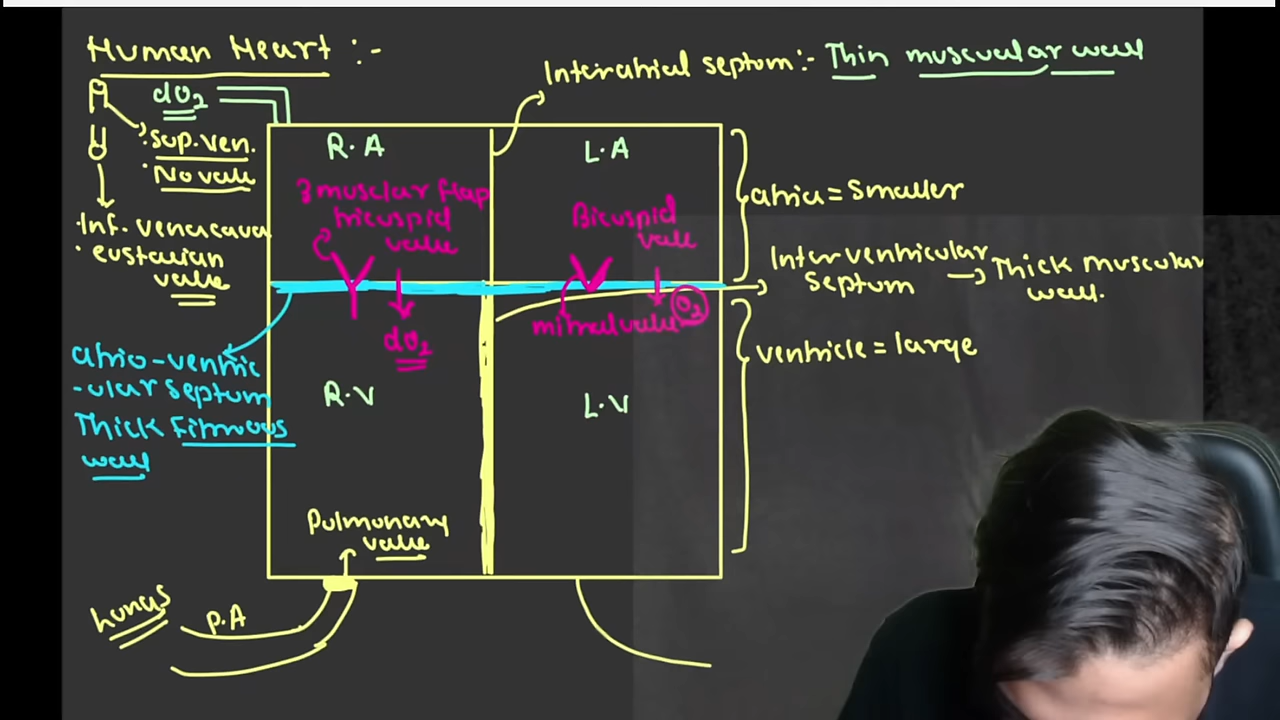 Human Heart :-
Interatrial septum:- Thin muscular wall
dO2
Sup.ven.
No valve
Inf. venacava
eustacian
valve
R.A
L.A
3 musclar flap
tricuspid
valve
Bicuspid
valve
atria = Smaller
Interventricular
Septum → Thick muscular
wall.
mitral valve
O2
dO2
ventricle = large
atrio-ventric
-ular septum
Thick Fibrous
wall
R.V
L.V
Pulmonary
valve
Lungs
P.A